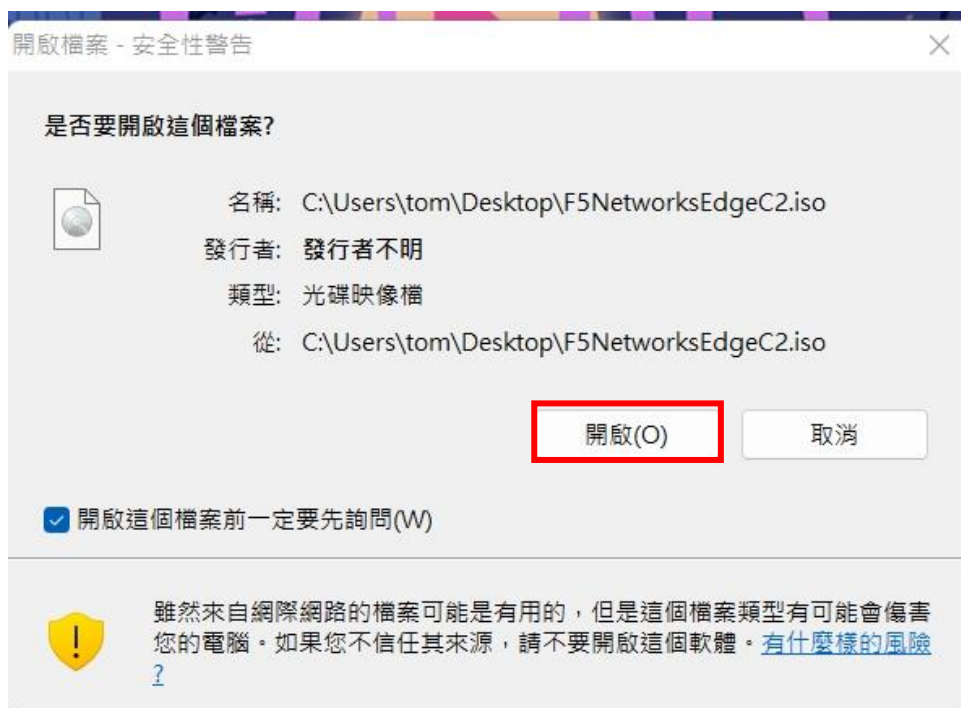 開啟檔案 - 安全性警告
是否要開啟這個檔案?
名稱: C:\Users\tom\Desktop\F5NetworksEdgeC2.iso
發行者: 發行者不明
類型: 光碟映像檔
從: C:\Users\tom\Desktop\F5NetworksEdgeC2.iso
開啟(O) 取消
開啟這個檔案前一定要先詢問(W)
雖然來自網際網路的檔案可能是有用的，但是這個檔案類型有可能會傷害
您的電腦。如果您不信任其來源，請不要開啟這個軟體。有什麼樣的風險
?